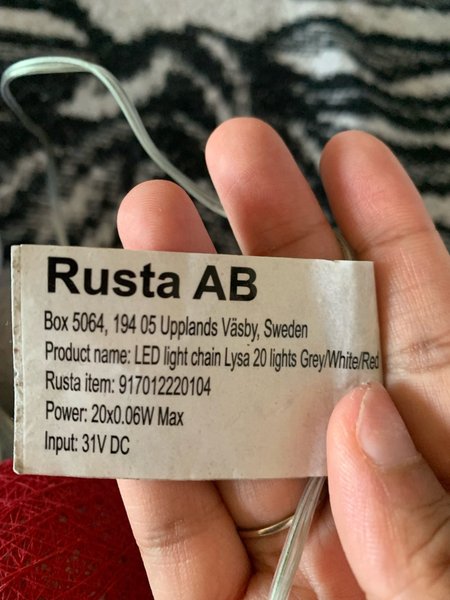 Rusta AB
Box 5064, 194 05 Upplands Väsby, Sweden
Product name: LED light chain Lysa 20 lights Grey/White/Red
Rusta item: 917012220104
Power: 20x0.06W Max
Input: 31V DC